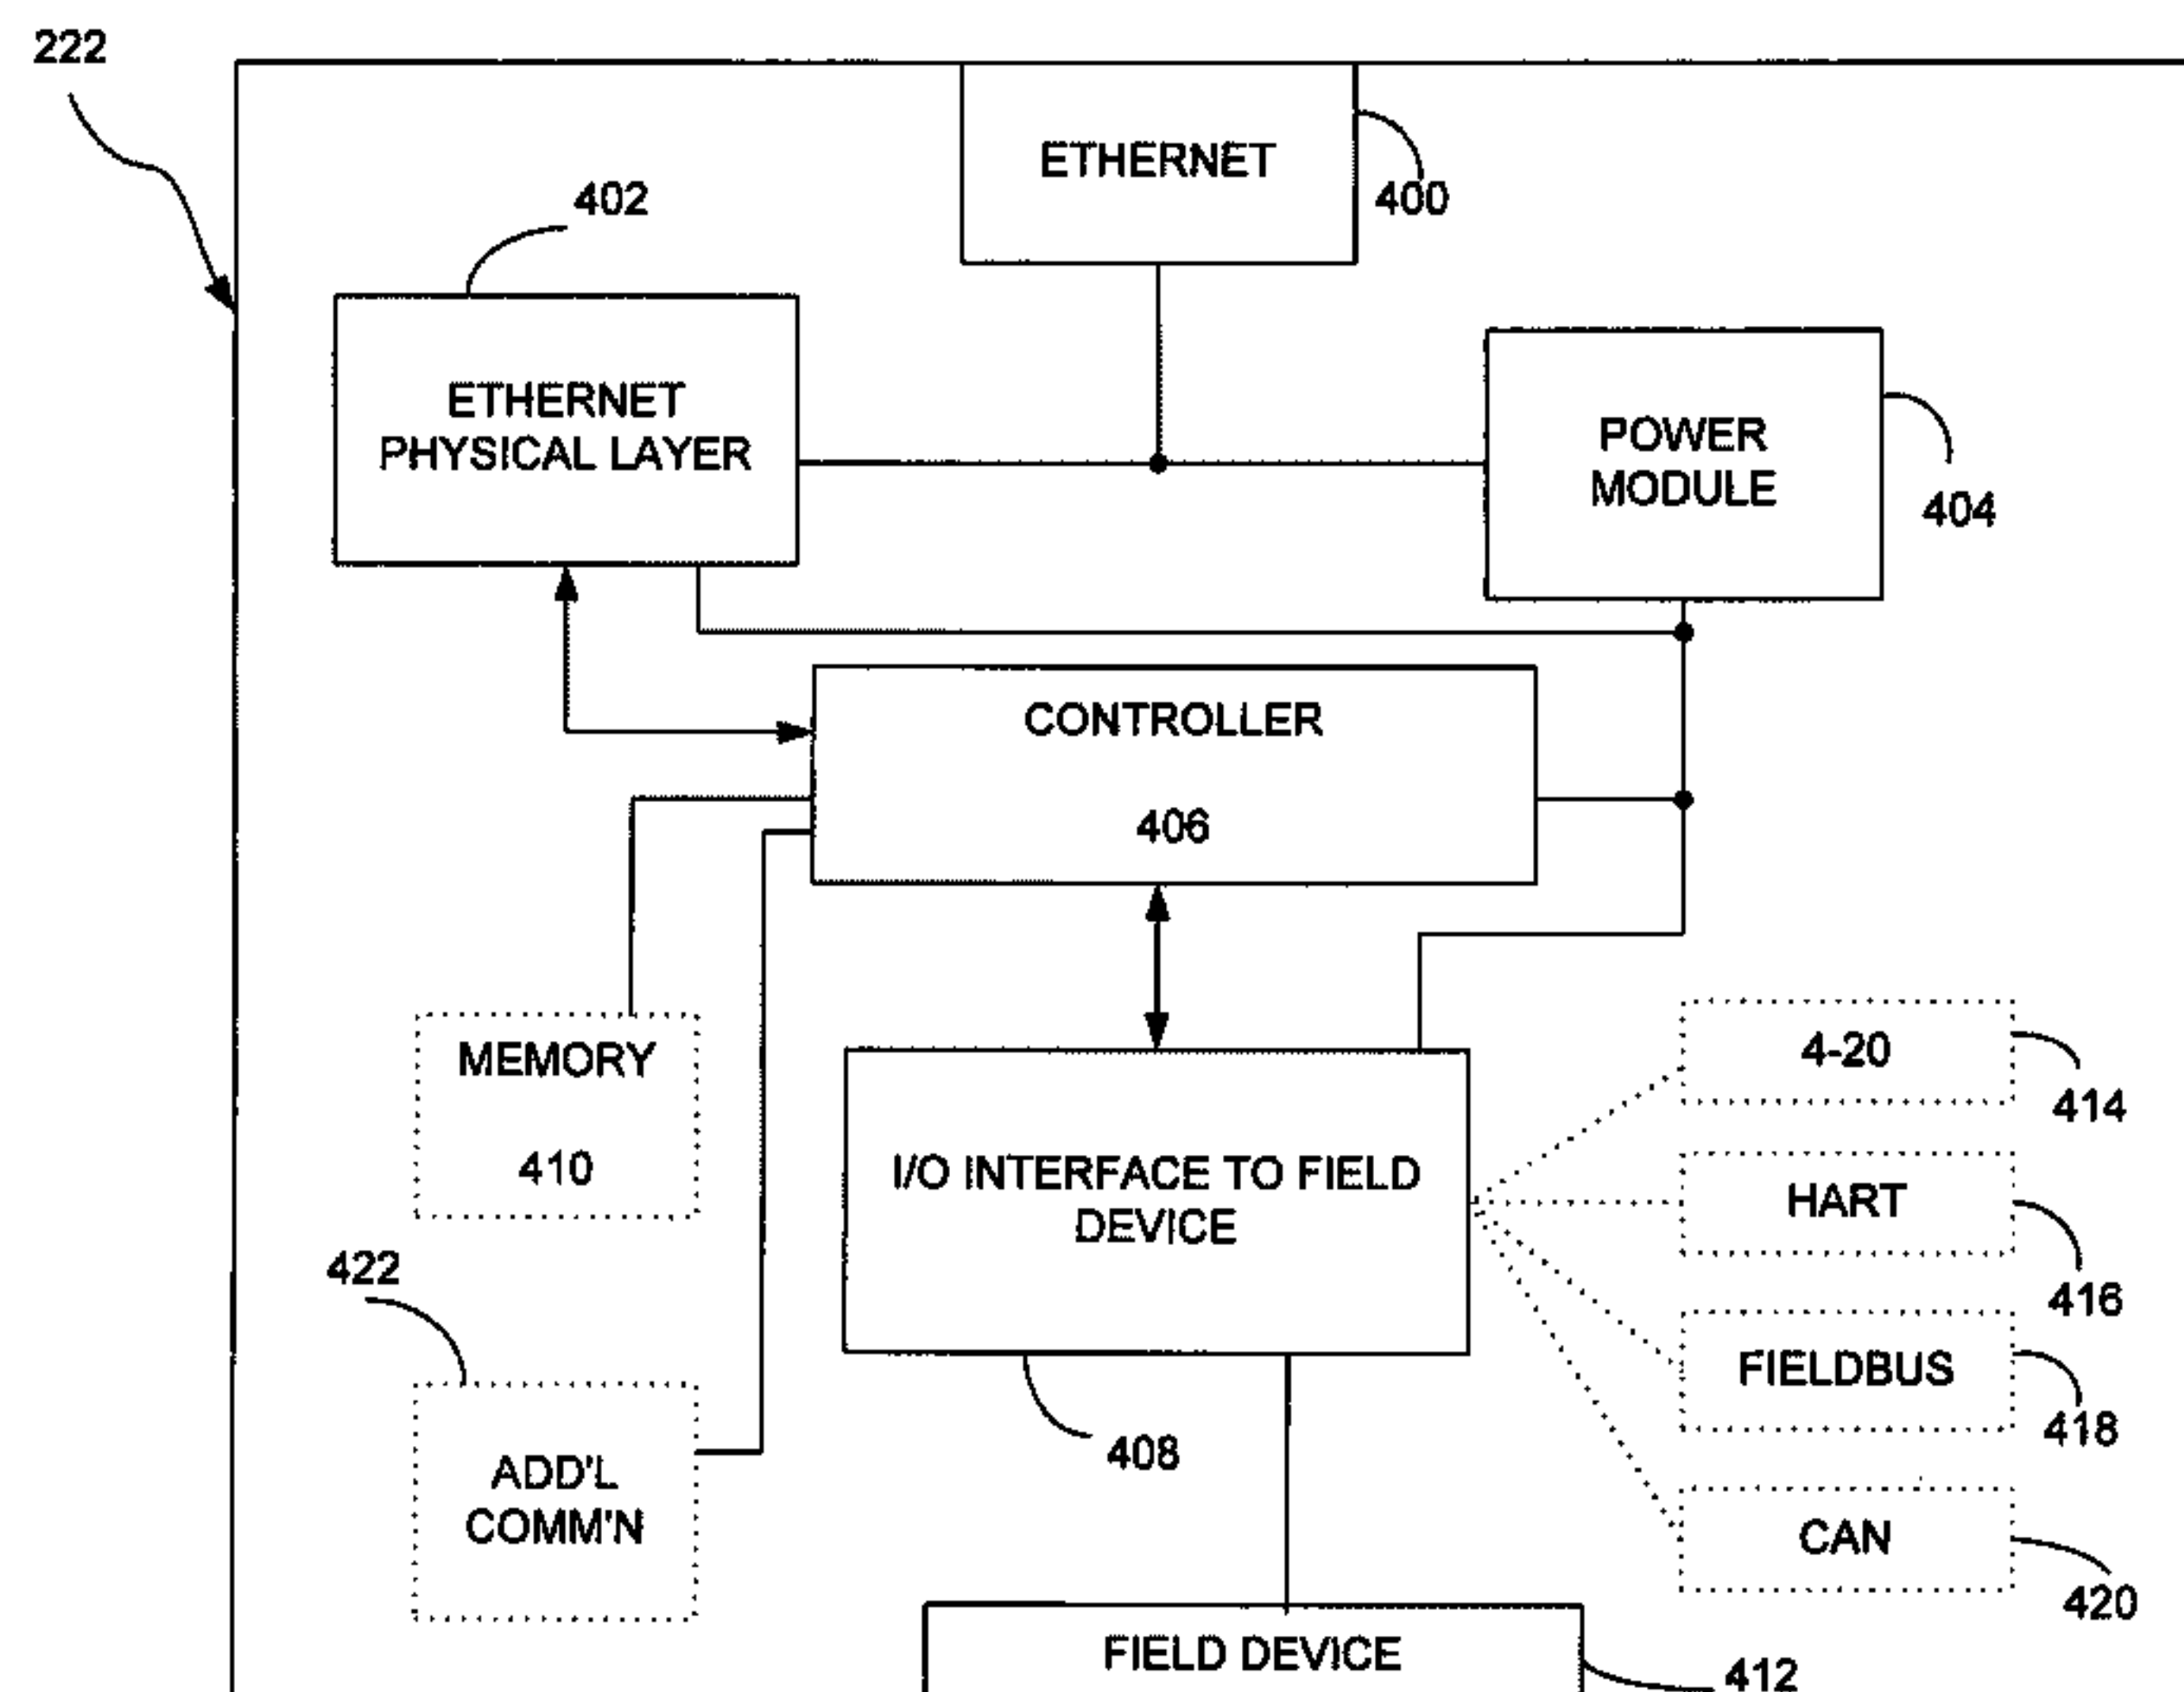 222
ETHERNET
400
402
ETHERNET
PHYSICAL LAYER
POWER
MODULE
404
CONTROLLER
406
MEMORY
410
I/O INTERFACE TO FIELD
DEVICE
408
4-20
414
HART
416
FIELDBUS
418
CAN
420
422
ADD'L
COMM'N
FIELD DEVICE
412